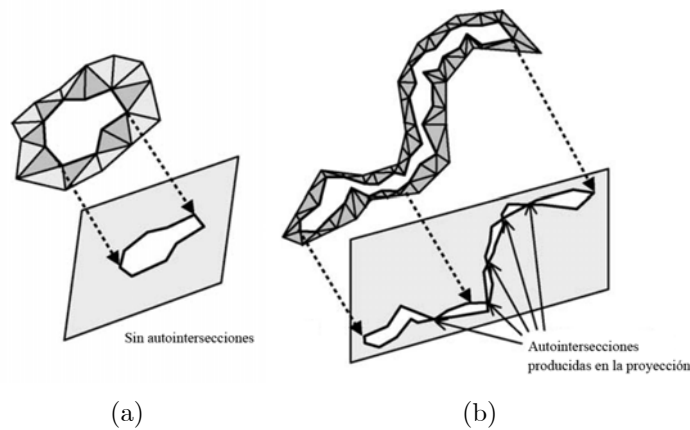 Sin autointersecciones
Autointersecciones
producidas en la proyección
(a)
(b)